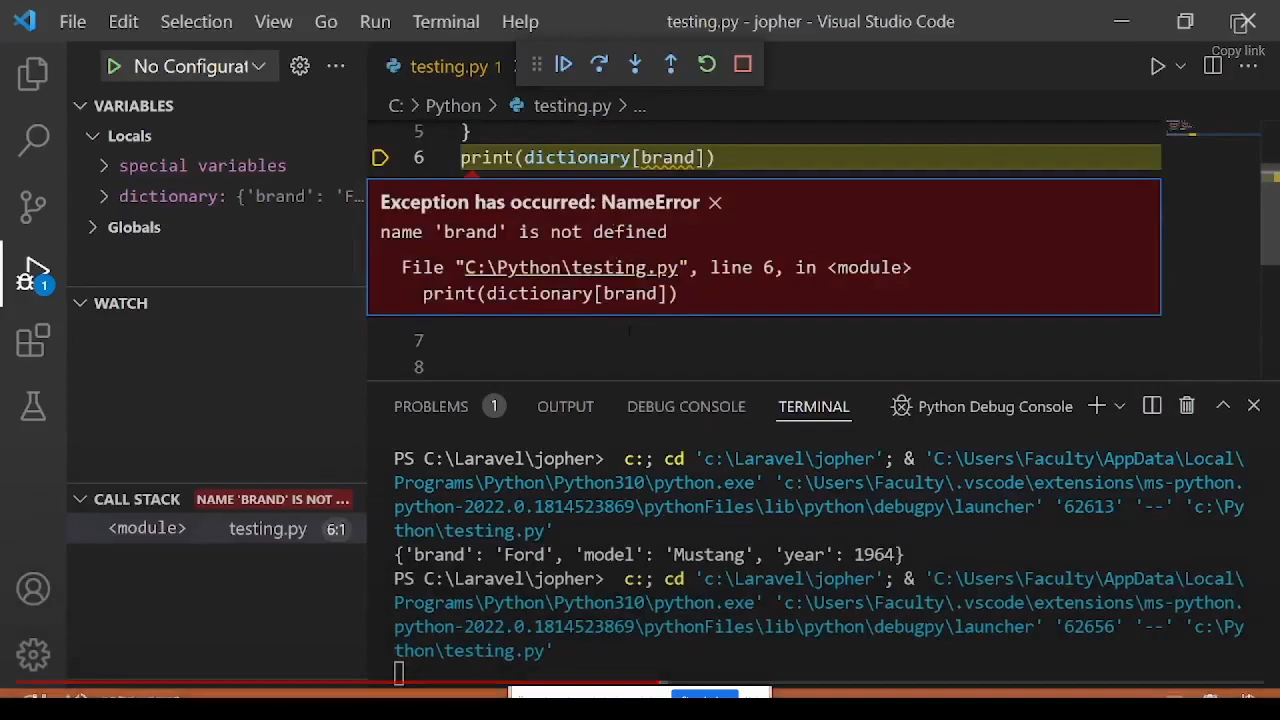 File Edit Selection View Go Run Terminal Help testing.py - jopher - Visual Studio Code
Copy link
No Configurat
testing.py 1
VARIABLES
C: > Python > testing.py > ...
Locals
special variables
dictionary: {'brand': 'F...
Globals
5 }
6 print(dictionary[brand])
Exception has occurred: NameError
name 'brand' is not defined
File "C:\Python\testing.py", line 6, in <module>
print(dictionary[brand])
7
8
1
WATCH
CALL STACK NAME 'BRAND' IS NOT ...
<module> testing.py 6:1
PROBLEMS 1 OUTPUT DEBUG CONSOLE TERMINAL Python Debug Console
PS C:\Laravel\jopher> c:; cd 'c:\Laravel\jopher'; & 'C:\Users\Faculty\AppData\Local\
Programs\Python\Python310\python.exe' 'c:\Users\Faculty\.vscode\extensions\ms-python.
python-2022.0.1814523869\pythonFiles\lib\python\debugpy\launcher' '62613' '--' 'c:\Py
thon\testing.py'
{'brand': 'Ford', 'model': 'Mustang', 'year': 1964}
PS C:\Laravel\jopher> c:; cd 'c:\Laravel\jopher'; & 'C:\Users\Faculty\AppData\Local\
Programs\Python\Python310\python.exe' 'c:\Users\Faculty\.vscode\extensions\ms-python.
python-2022.0.1814523869\pythonFiles\lib\python\debugpy\launcher' '62656' '--' 'c:\Py
thon\testing.py'